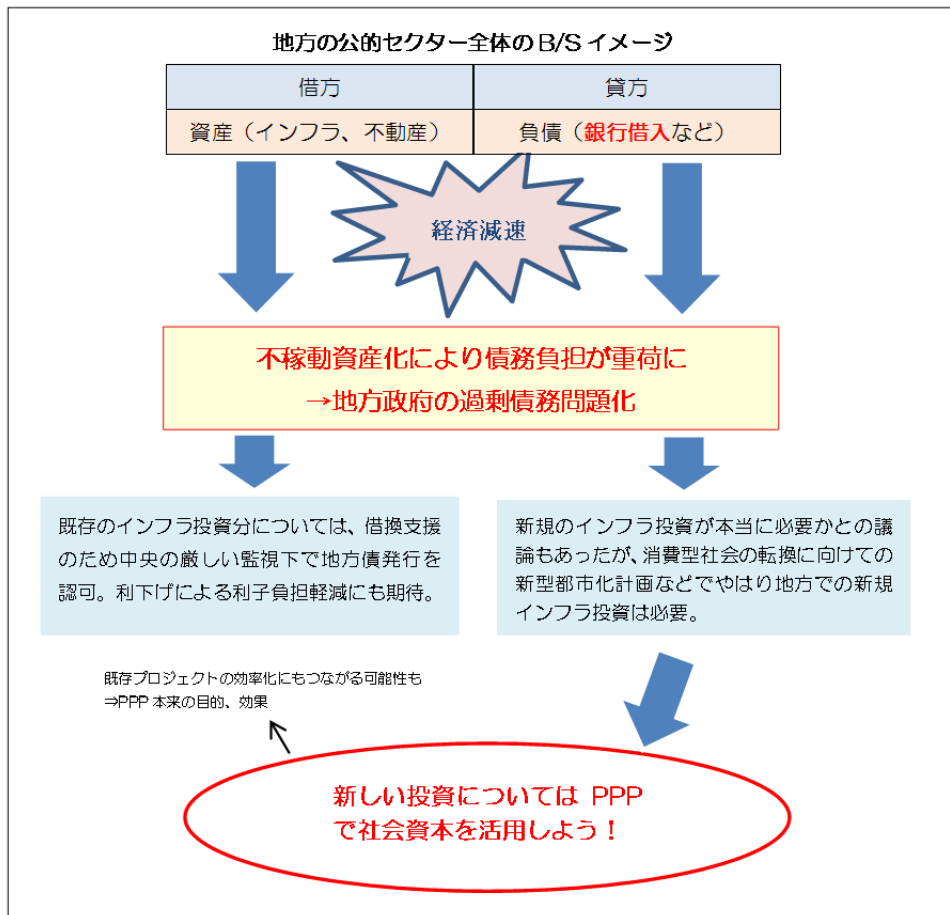 地方の公的セクター全体のB/Sイメージ
借方
貸方
資産（インフラ、不動産）
負債（銀行借入など）
経済減速
不稼動資産化により債務負担が重荷に
→地方政府の過剰債務問題化
既存のインフラ投資分については、借換支援
のため中央の厳しい監視下で地方債発行を
認可。利下げによる利子負担軽減にも期待。
新規のインフラ投資が本当に必要かとの議
論もあったが、消費型社会の転換に向けての
新型都市化計画などでやはり地方での新規
インフラ投資は必要。
既存プロジェクトの効率化にもつながる可能性も
⇒PPP本来の目的、効果
新しい投資については PPP
で社会資本を活用しよう！